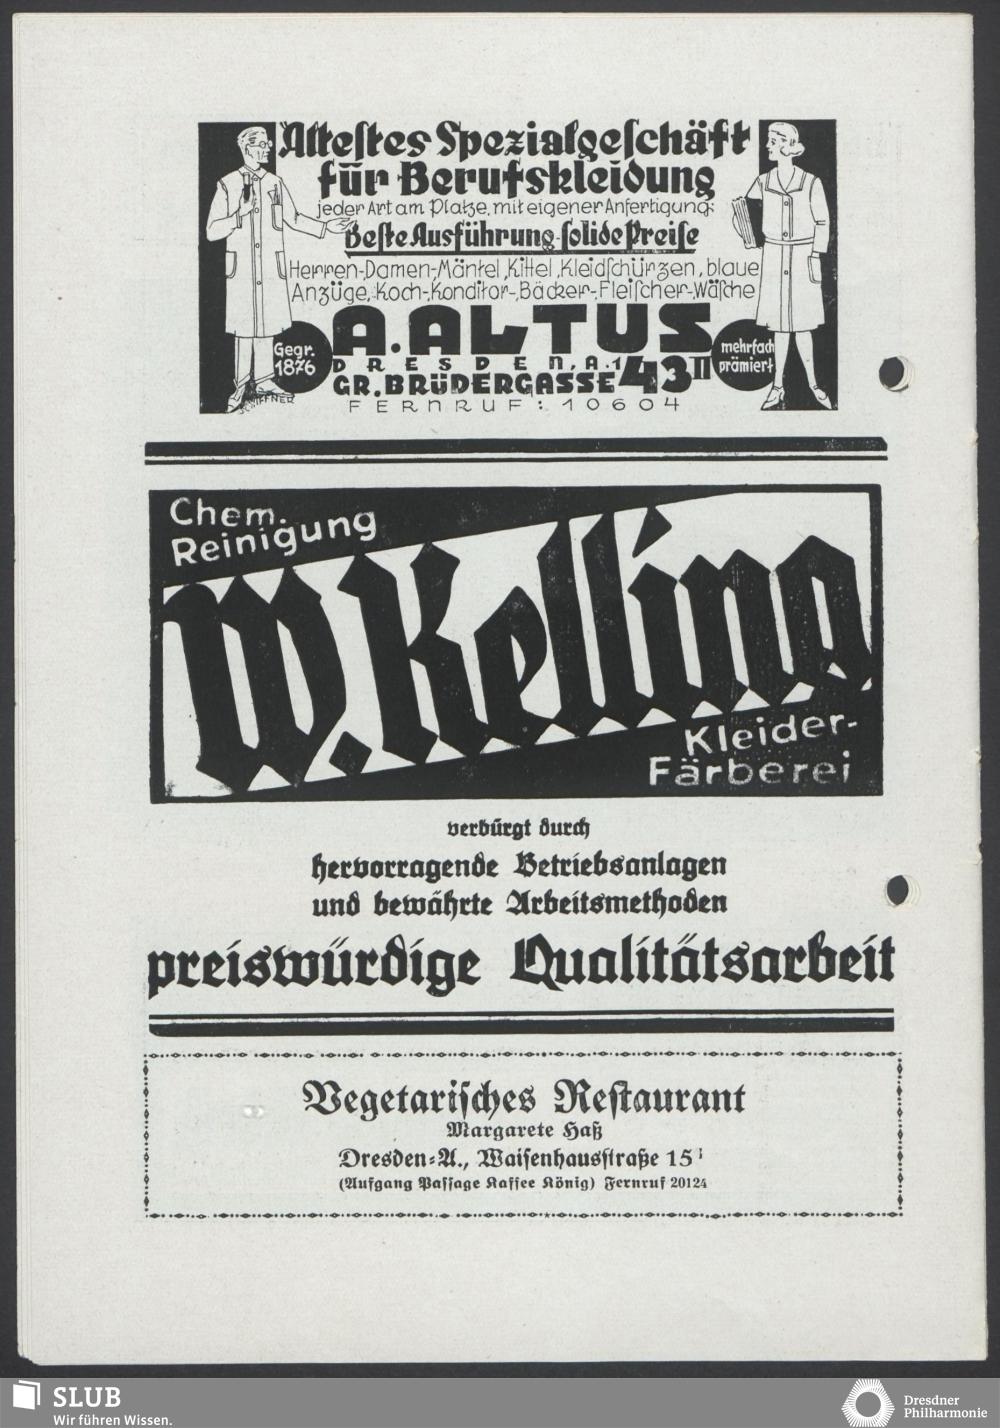 Ältestes Spezialgeschäft
für Berufskleidung
jeder Art am Platze, mit eigener Anfertigung:
Beste Ausführung - solide Preise
Herren-Damen-Mäntel, Kittel, Kleidschürzen, blaue
Anzüge, Koch-, Konditor-, Bäcker-, Fleischer-Wäsche
Gegr.
1876
A. ALTUS
DRESDEN, A. 1
GR. BRÜDERGASSE 43 II
FERNRUF: 10604
mehrfach
prämiert
SCHIFFNER
Chem.
Reinigung
W. Kelling
Kleider-
Färberei
verbürgt durch
hervorragende Betriebsanlagen
und bewährte Arbeitsmethoden
preiswürdige Qualitätsarbeit
Vegetarisches Restaurant
Margarete Haß
Dresden-A., Waisenhausstraße 15 I
(Aufgang Passage Kaffee König) Fernruf 20124
SLUB
Wir führen Wissen.
Dresdner
Philharmonie